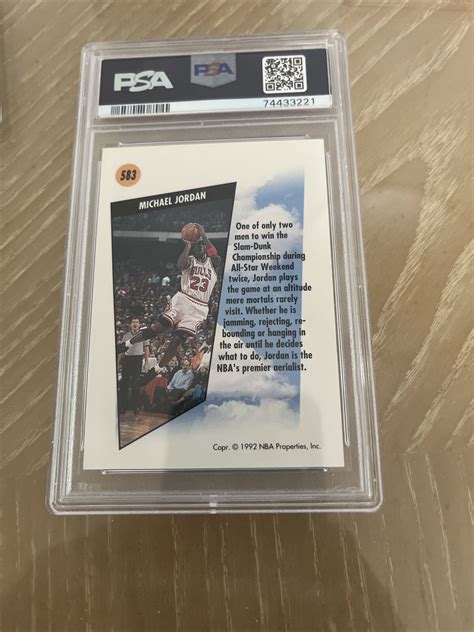 PSA
PSA
74433221
583
MICHAEL JORDAN
One of only two
men to win the
Slam-Dunk
Championship during
All-Star Weekend
twice, Jordan plays
the game at an altitude
mere mortals rarely
visit. Whether he is
jamming, rejecting, re-
bounding or hanging in
the air until he decides
what to do, Jordan is the
NBA's premier aerialist.
BULLS
23
Copr. © 1992 NBA Properties, Inc.